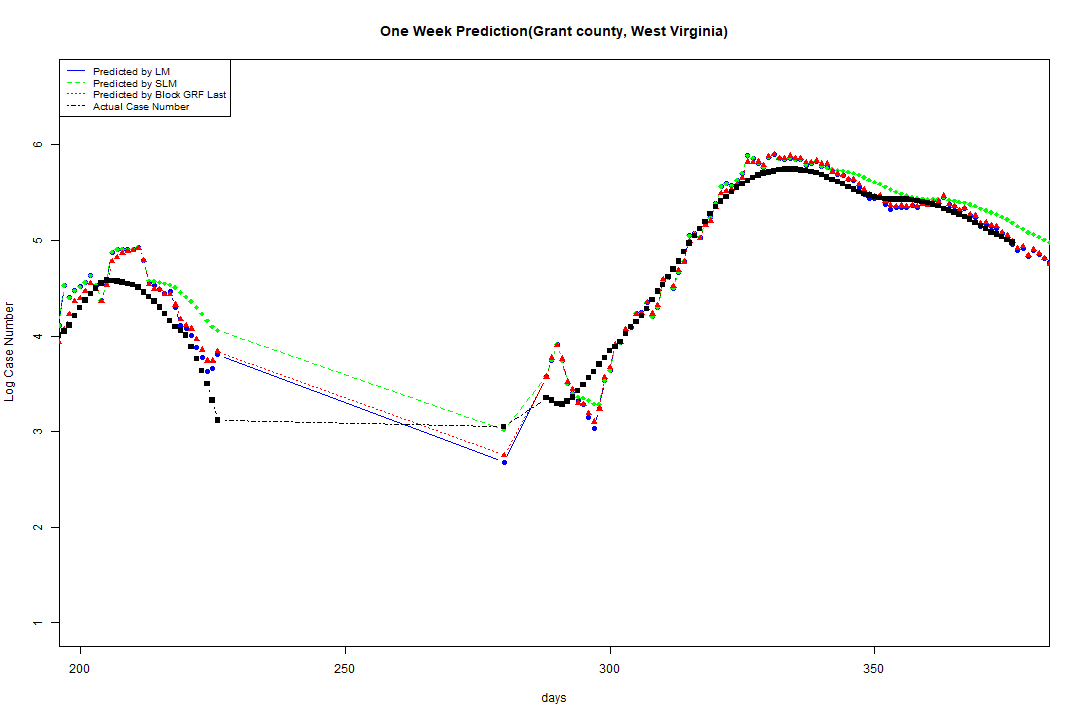 One Week Prediction(Grant county, West Virginia)
Predicted by LM
Predicted by SLM
Predicted by Block GRF Last
Actual Case Number
6
5
4
3
2
1
Log Case Number
200 250 300 350
days